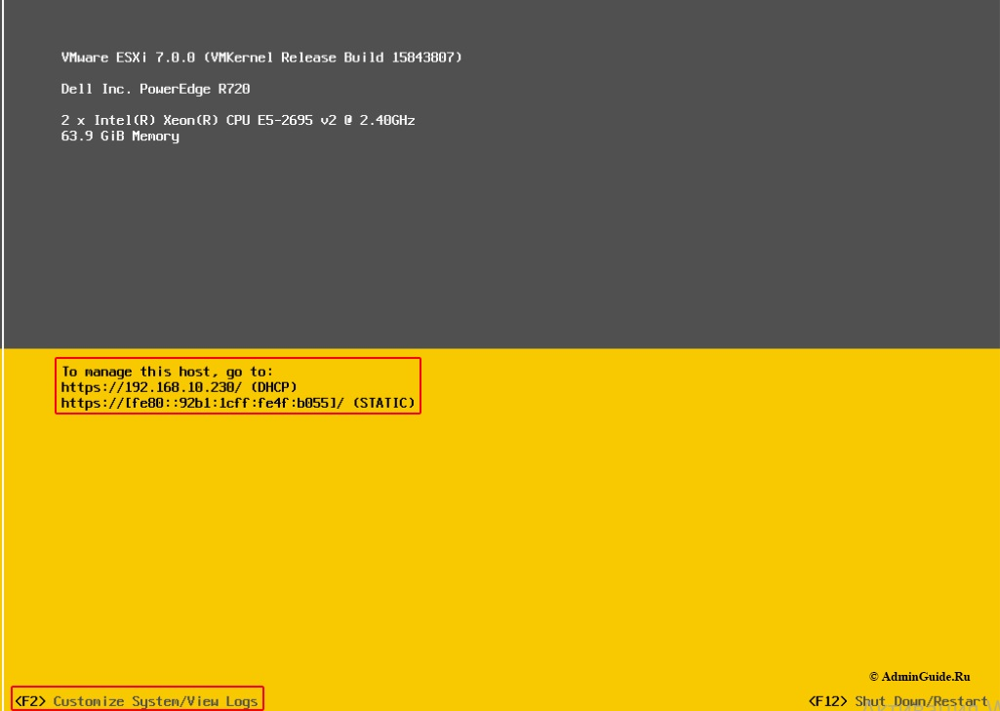 VMware ESXi 7.0.0 (VMKernel Release Build 15843807)
Dell Inc. PowerEdge R720
2 x Intel(R) Xeon(R) CPU E5-2695 v2 @ 2.40GHz
63.9 GiB Memory
To manage this host, go to:
https://192.168.10.230/ (DHCP)
https://[fe80::92b1:1cff:fe4f:b055]/ (STATIC)
© AdminGuide.Ru
<F2> Customize System/View Logs
<F12> Shut Down/Restart